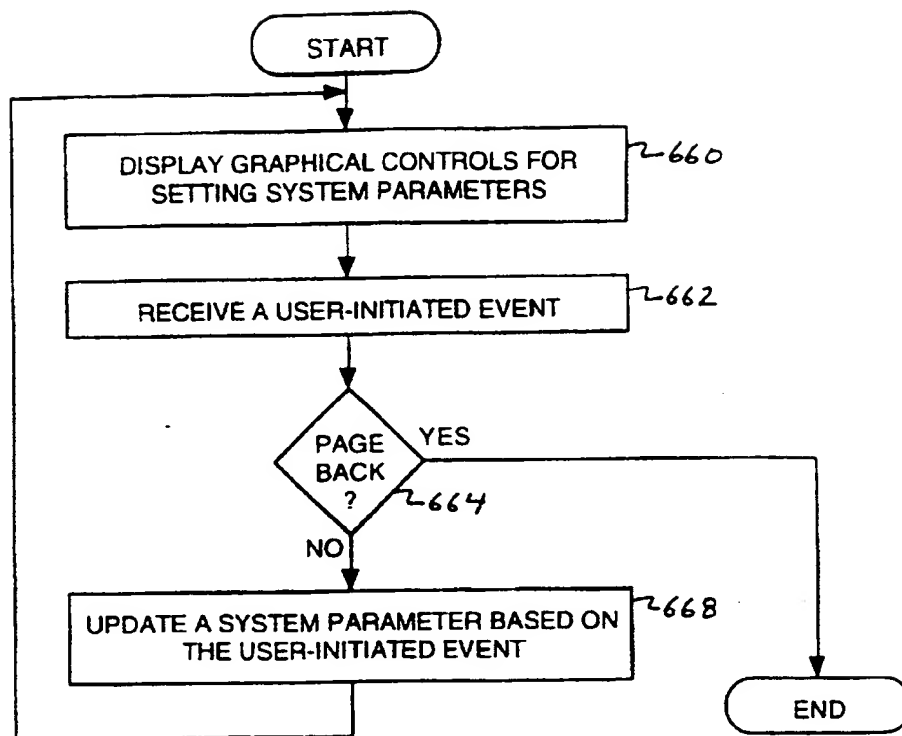 START
DISPLAY GRAPHICAL CONTROLS FOR
SETTING SYSTEM PARAMETERS
660
RECEIVE A USER-INITIATED EVENT
662
PAGE
BACK
?
YES
664
NO
UPDATE A SYSTEM PARAMETER BASED ON
THE USER-INITIATED EVENT
668
END